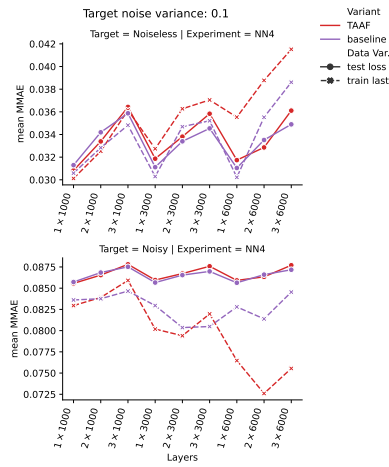 Target noise variance: 0.1
Variant
TAAF
baseline
Data Var.
test loss
train last
Target = Noiseless | Experiment = NN4
mean MMAE
0.042
0.040
0.038
0.036
0.034
0.032
0.030
1 × 1000
2 × 1000
3 × 1000
1 × 3000
2 × 3000
3 × 3000
1 × 6000
2 × 6000
3 × 6000
Target = Noisy | Experiment = NN4
mean MMAE
0.0875
0.0850
0.0825
0.0800
0.0775
0.0750
0.0725
1 × 1000
2 × 1000
3 × 1000
1 × 3000
2 × 3000
3 × 3000
1 × 6000
2 × 6000
3 × 6000
Layers